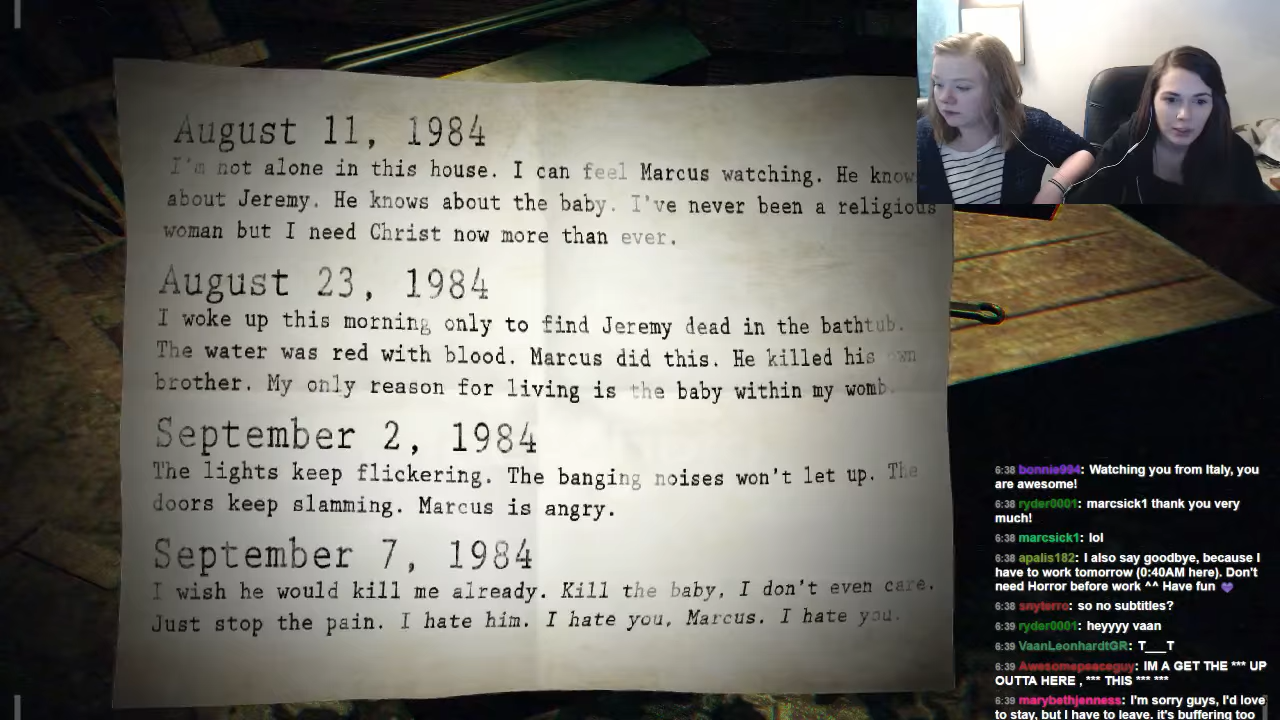 August 11, 1984
I'm not alone in this house. I can feel Marcus watching. He know
about Jeremy. He knows about the baby. I've never been a religious
woman but I need Christ now more than ever.
August 23, 1984
I woke up this morning only to find Jeremy dead in the bathtub.
The water was red with blood. Marcus did this. He killed his own
brother. My only reason for living is the baby within my womb.
September 2, 1984
The lights keep flickering. The banging noises won't let up. The
doors keep slamming. Marcus is angry.
September 7, 1984
I wish he would kill me already. Kill the baby, I don't even care.
Just stop the pain. I hate him. I hate you, Marcus. I hate you.
6:38 bonnie994: Watching you from Italy, you
are awesome!
6:38 ryder0001: marcsick1 thank you very
much!
6:38 marcsick1: lol
6:38 apalis182: I also say goodbye, because I
have to work tomorrow (0:40AM here). Don't
need Horror before work ^^ Have fun 💜
6:38 snyterro: so no subtitles?
6:39 ryder0001: heyyyy vaan
6:39 VaanLeonhardtGR: T___T
6:39 Awesomepeaceguy: IM A GET THE *** UP
OUTTA HERE , *** THIS *** ***
6:39 marybethjenness: I'm sorry guys, I'd love
to stay, but I have to leave, it's buffering too